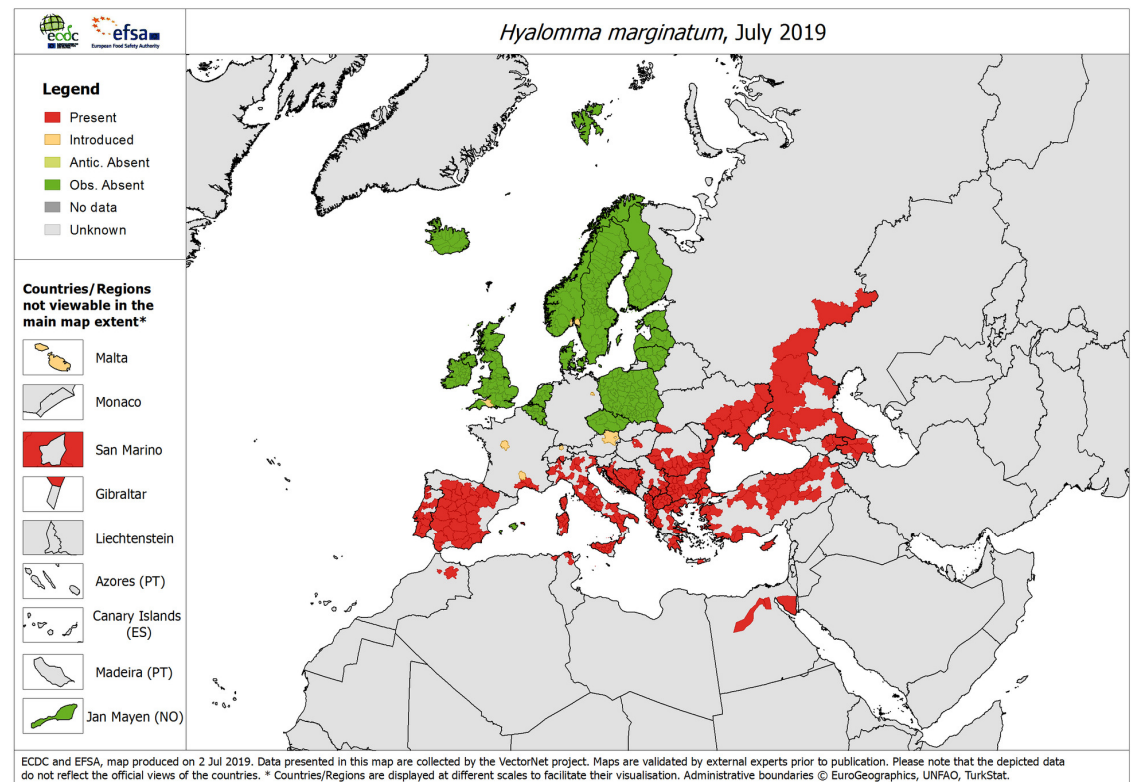 ecdc
efsa
European Food Safety Authority
Hyalomma marginatum, July 2019
Legend
Present
Introduced
Antic. Absent
Obs. Absent
No data
Unknown
Countries/Regions
not viewable in the
main map extent*
Malta
Monaco
San Marino
Gibraltar
Liechtenstein
Azores (PT)
Canary Islands
(ES)
Madeira (PT)
Jan Mayen (NO)
ECDC and EFSA, map produced on 2 Jul 2019. Data presented in this map are collected by the VectorNet project. Maps are validated by external experts prior to publication. Please note that the depicted data
do not reflect the official views of the countries. * Countries/Regions are displayed at different scales to facilitate their visualisation. Administrative boundaries © EuroGeographics, UNFAO, TurkStat.